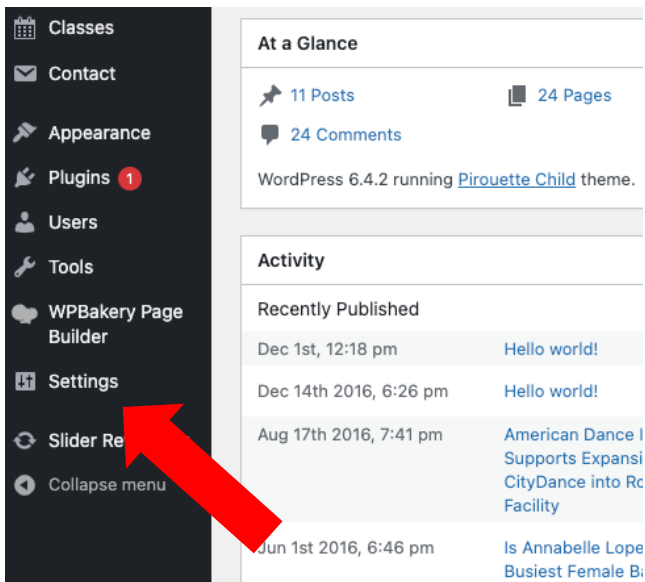 Classes
Contact
Appearance
Plugins 1
Users
Tools
WPBakery Page
Builder
Settings
Slider Re
Collapse menu
At a Glance
11 Posts
24 Pages
24 Comments
WordPress 6.4.2 running Pirouette Child theme.
Activity
Recently Published
Dec 1st, 12:18 pm
Hello world!
Dec 14th 2016, 6:26 pm
Hello world!
Aug 17th 2016, 7:41 pm
American Dance I
Supports Expansi
CityDance into Ro
Facility
Jun 1st 2016, 6:46 pm
Is Annabelle Lope
Busiest Female Ba